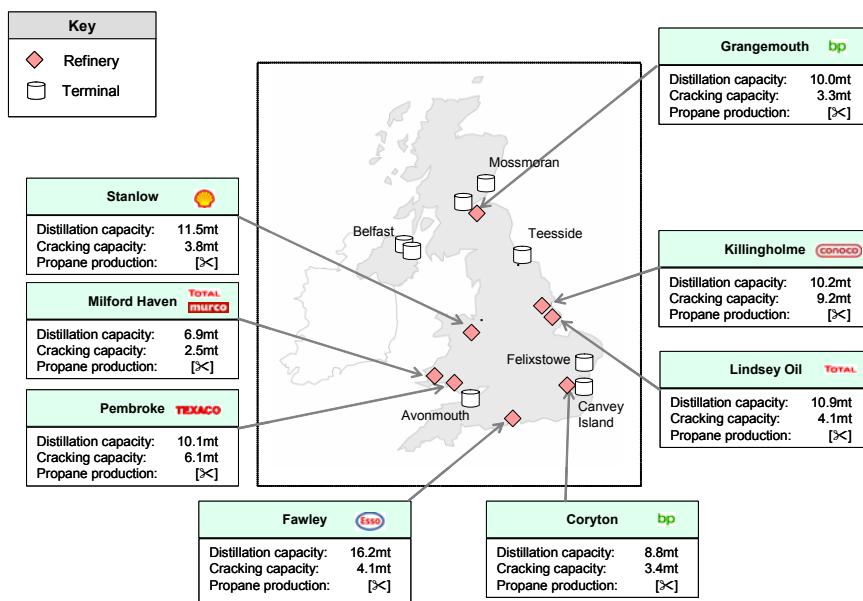 Key
Refinery
Terminal
Grangemouth bp
Distillation capacity: 10.0mt
Cracking capacity: 3.3mt
Propane production: [✂]
Mossmoran
Stanlow
Distillation capacity: 11.5mt
Cracking capacity: 3.8mt
Propane production: [✂]
Belfast
Teesside
Killingholme conoco
Distillation capacity: 10.2mt
Cracking capacity: 9.2mt
Propane production: [✂]
Milford Haven TOTAL murco
Distillation capacity: 6.9mt
Cracking capacity: 2.5mt
Propane production: [✂]
Felixstowe
Lindsey Oil TOTAL
Distillation capacity: 10.9mt
Cracking capacity: 4.1mt
Propane production: [✂]
Pembroke TEXACO
Distillation capacity: 10.1mt
Cracking capacity: 6.1mt
Propane production: [✂]
Avonmouth
Canvey
Island
Fawley Esso
Distillation capacity: 16.2mt
Cracking capacity: 4.1mt
Propane production: [✂]
Coryton bp
Distillation capacity: 8.8mt
Cracking capacity: 3.4mt
Propane production: [✂]